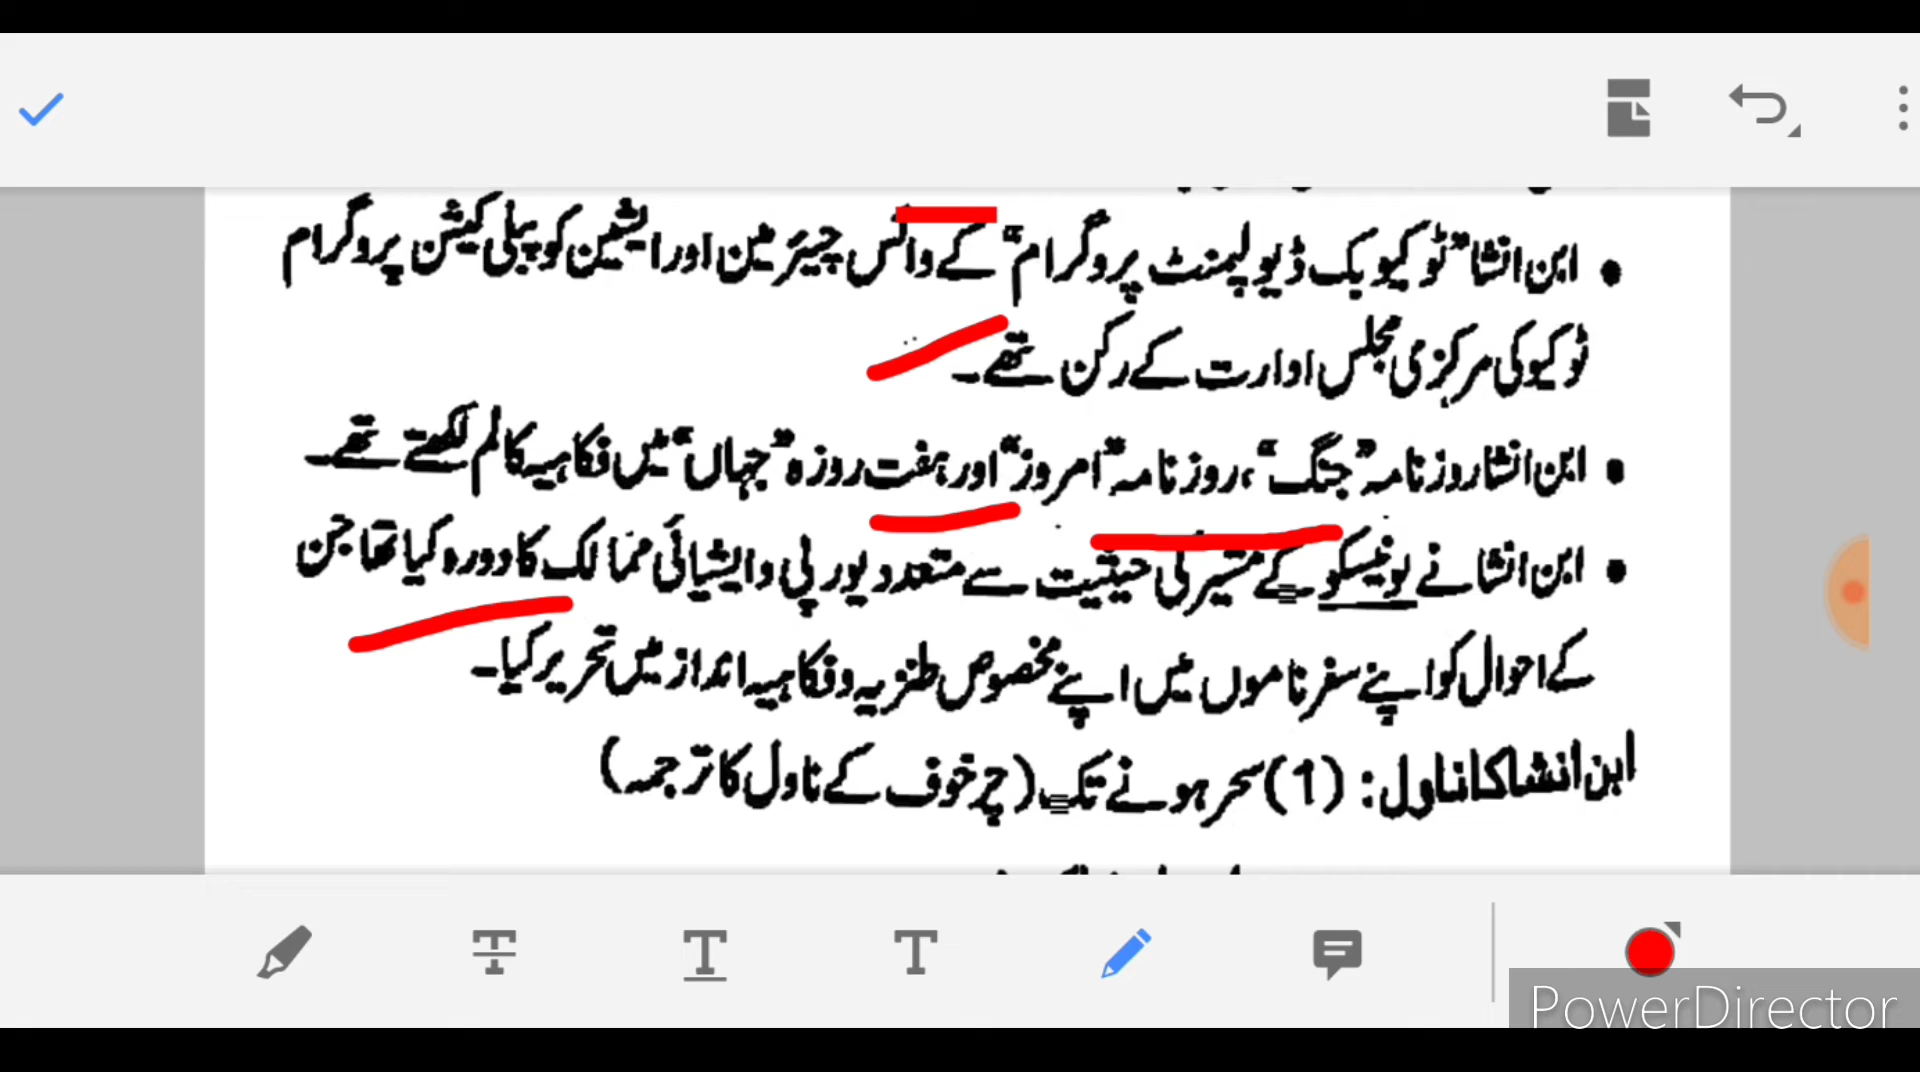 ابن انشا ”ٹوکیو بک ڈیولپمنٹ پروگرام“ کے وائس چیئرمین اور ایشین کو پبلی کیشن پروگرام
ٹوکیو کی مرکزی مجلس ادارت کے رکن تھے۔
ابن انشا روزنامہ ”جنگ“، روزنامہ ”امروز“ اور ہفت روزہ ”جہاں“ میں فکاہیہ کالم لکھتے تھے۔
ابن انشا نے یونیسکو کے مشیر کی حیثیت سے متعدد یورپی و ایشیائی ممالک کا دورہ کیا تھا جن
کے احوال کو اپنے سفرناموں میں اپنے مخصوص طنزیہ و فکاہیہ انداز میں تحریر کیا۔
ابن انشا کا ناول: (1) سحر ہونے تک (چے خوف کے ناول کا ترجمہ)
PowerDirector